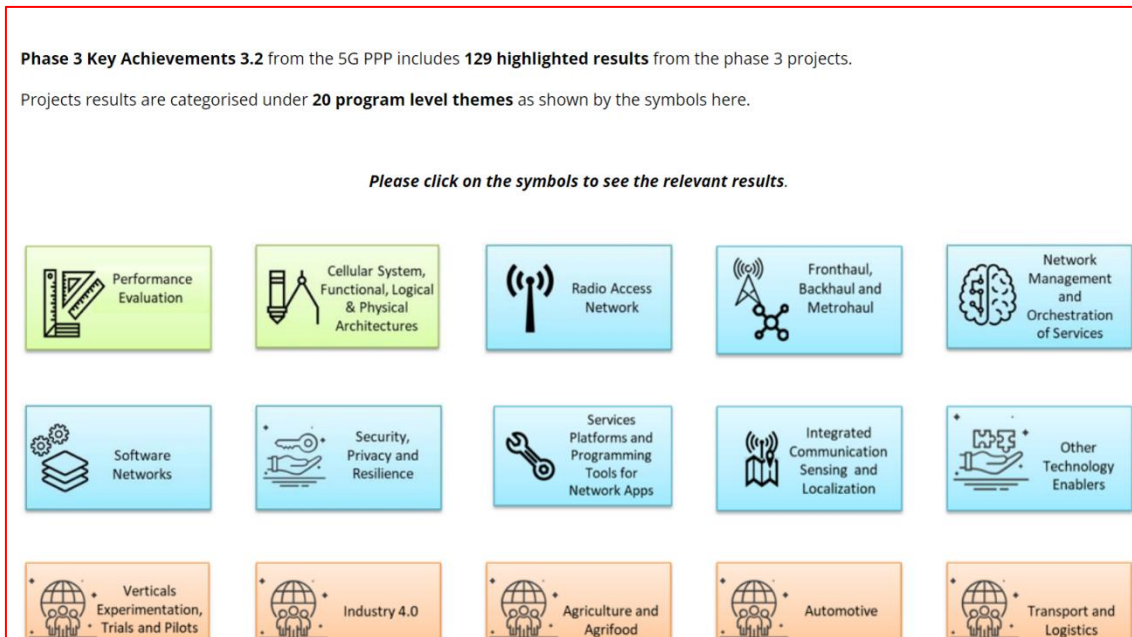 Phase 3 Key Achievements 3.2 from the 5G PPP includes 129 highlighted results from the phase 3 projects.
Projects results are categorised under 20 program level themes as shown by the symbols here.
Please click on the symbols to see the relevant results.
Performance
Evaluation
Cellular System,
Functional, Logical
& Physical
Architectures
Radio Access
Network
Fronthaul,
Backhaul and
Metrohaul
Network
Management
and
Orchestration
of Services
Software
Networks
Security,
Privacy and
Resilience
Services
Platforms and
Programming
Tools for
Network Apps
Integrated
Communication
Sensing and
Localization
Other
Technology
Enablers
Verticals
Experimentation,
Trials and Pilots
Industry 4.0
Agriculture and
Agrifood
Automotive
Transport and
Logistics